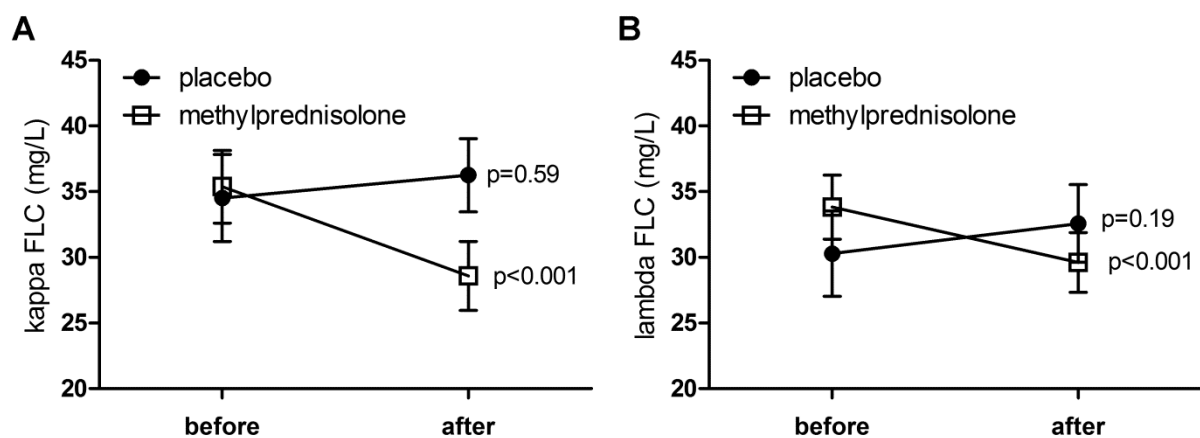 A
kappa FLC (mg/L)
45
40
35
30
25
20
placebo
methylprednisolone
p=0.59
p<0.001
before
after
B
lambda FLC (mg/L)
45
40
35
30
25
20
placebo
methylprednisolone
p=0.19
p<0.001
before
after